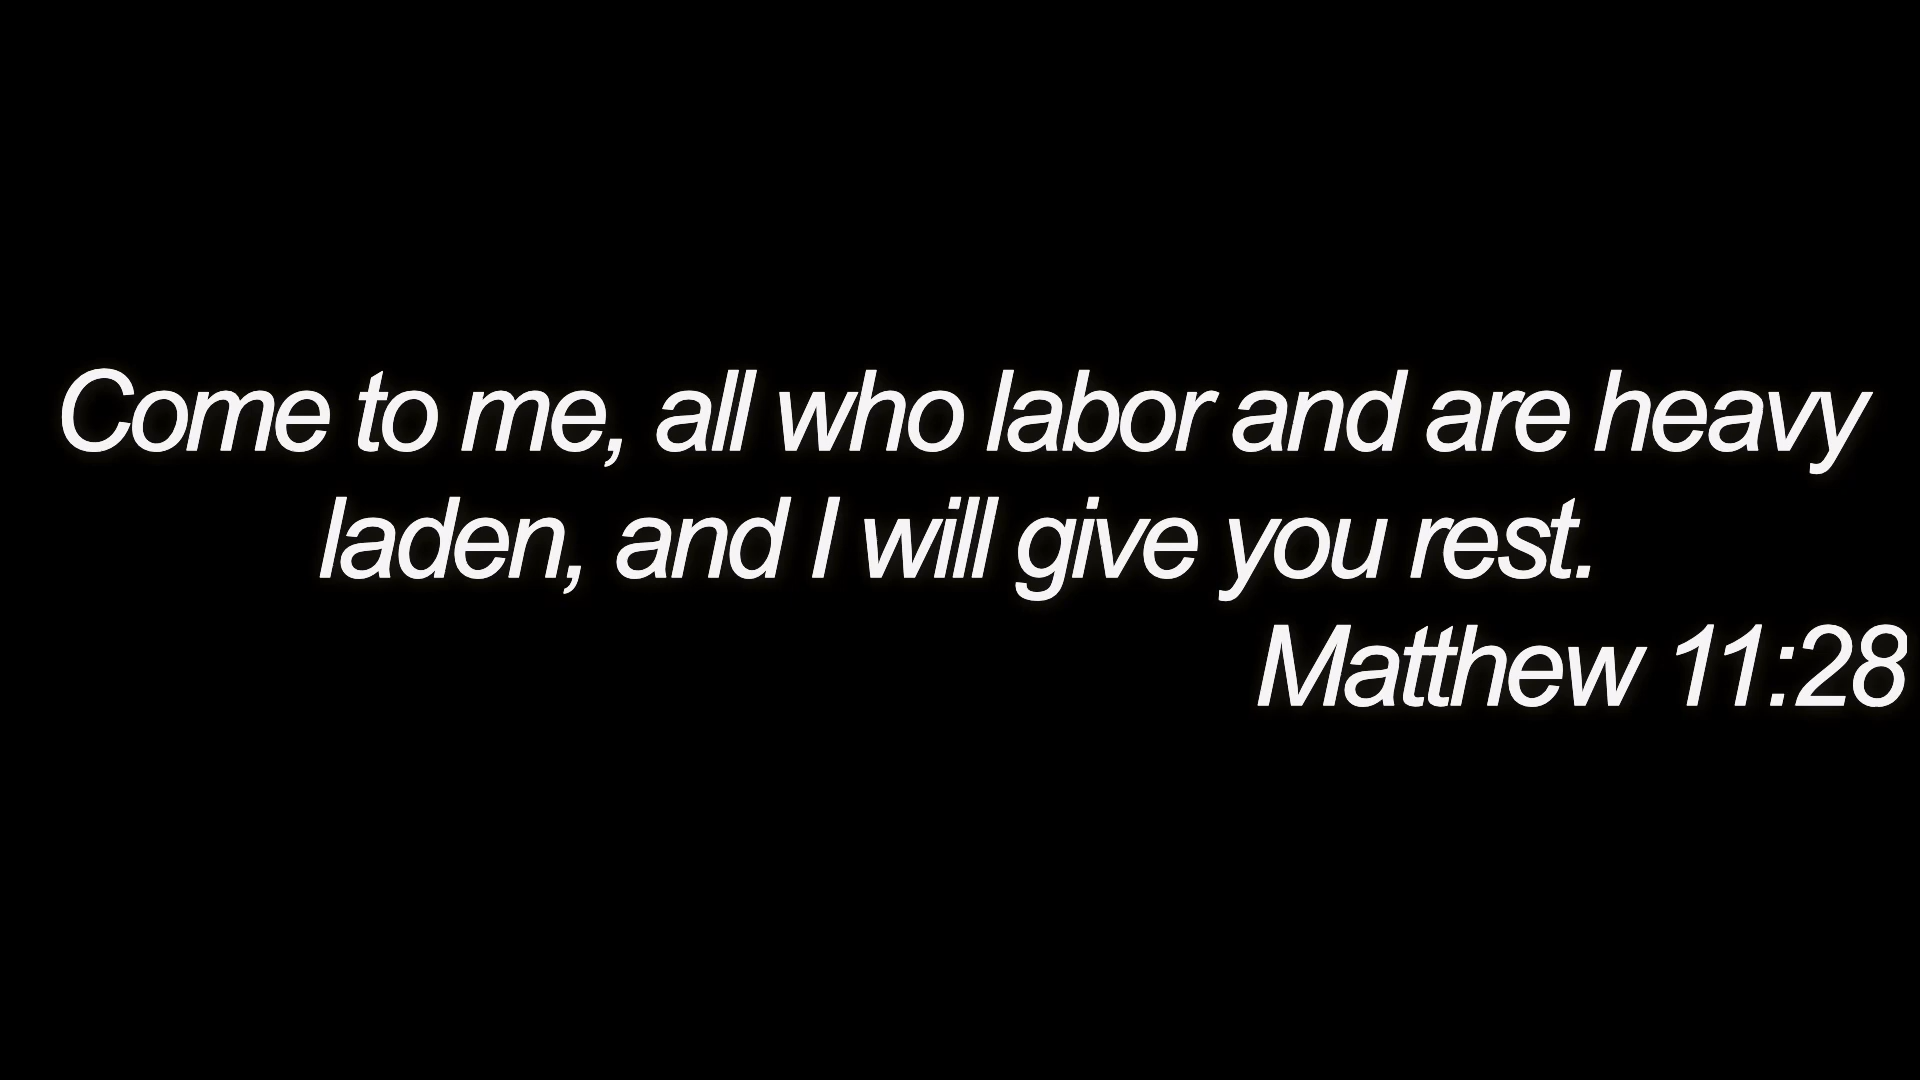 Come to me, all who labor and are heavy
laden, and I will give you rest.
Matthew 11:28